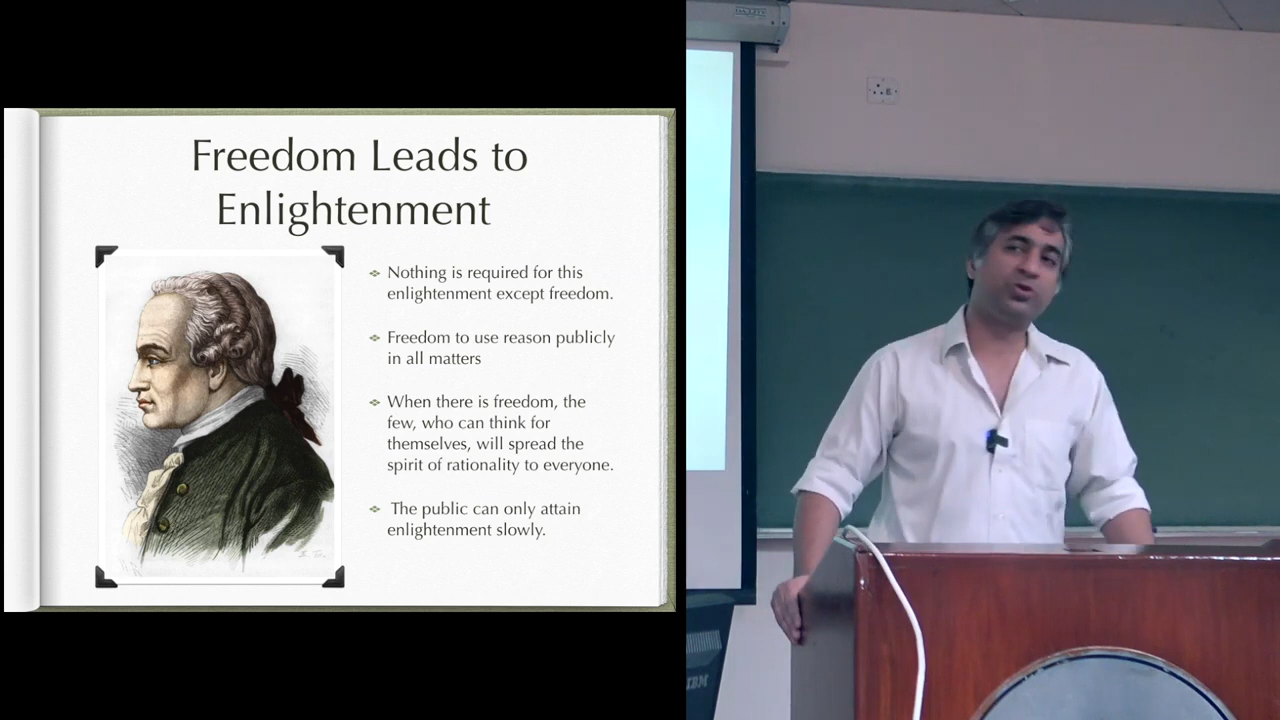 Freedom Leads to
Enlightenment
Nothing is required for this
enlightenment except freedom.
Freedom to use reason publicly
in all matters
When there is freedom, the
few, who can think for
themselves, will spread the
spirit of rationality to everyone.
The public can only attain
enlightenment slowly.
IBM